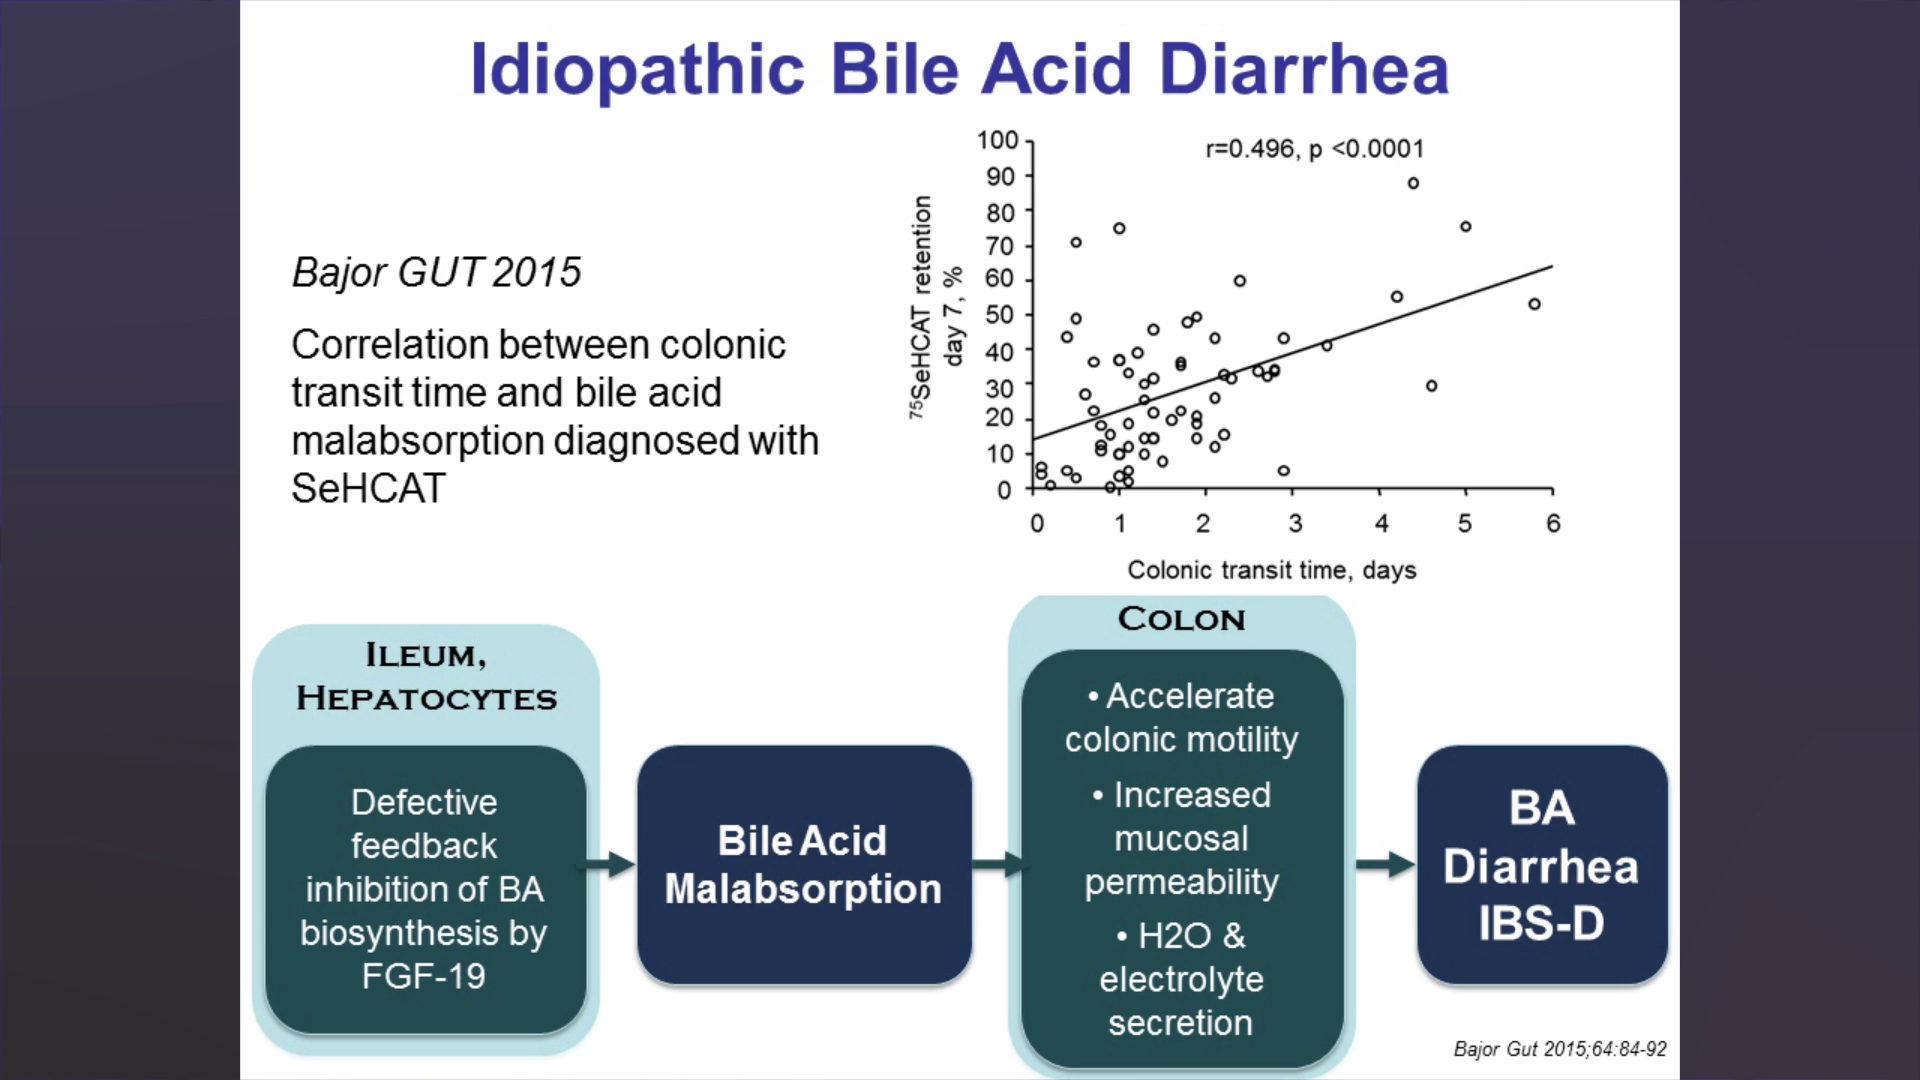 Idiopathic Bile Acid Diarrhea
Bajor GUT 2015
Correlation between colonic
transit time and bile acid
malabsorption diagnosed with
SeHCAT
r=0.496, p <0.0001
75SeHCAT retention
day 7, %
100
90
80
70
60
50
40
30
20
10
0
0 1 2 3 4 5 6
Colonic transit time, days
ILEUM,
HEPATOCYTES
Defective
feedback
inhibition of BA
biosynthesis by
FGF-19
Bile Acid
Malabsorption
COLON
• Accelerate
colonic motility
• Increased
mucosal
permeability
• H2O &
electrolyte
secretion
BA
Diarrhea
IBS-D
Bajor Gut 2015;64:84-92